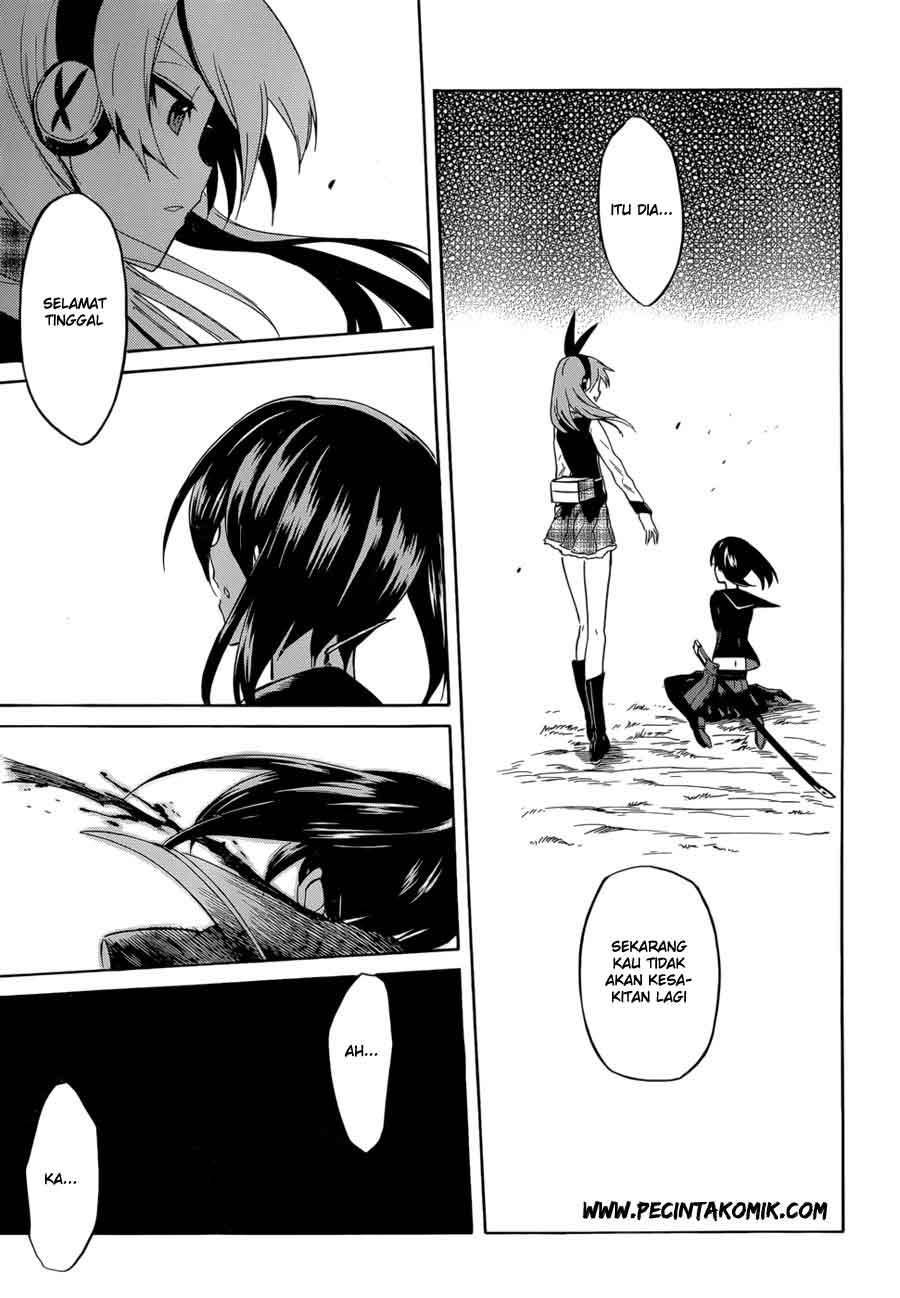 ITU DIA...
SEKARANG
KAU TIDAK
AKAN KESA-
KITAN LAGI
SELAMAT
TINGGAL
AH...
KA...
WWW.PECINTAKOMIK.COM